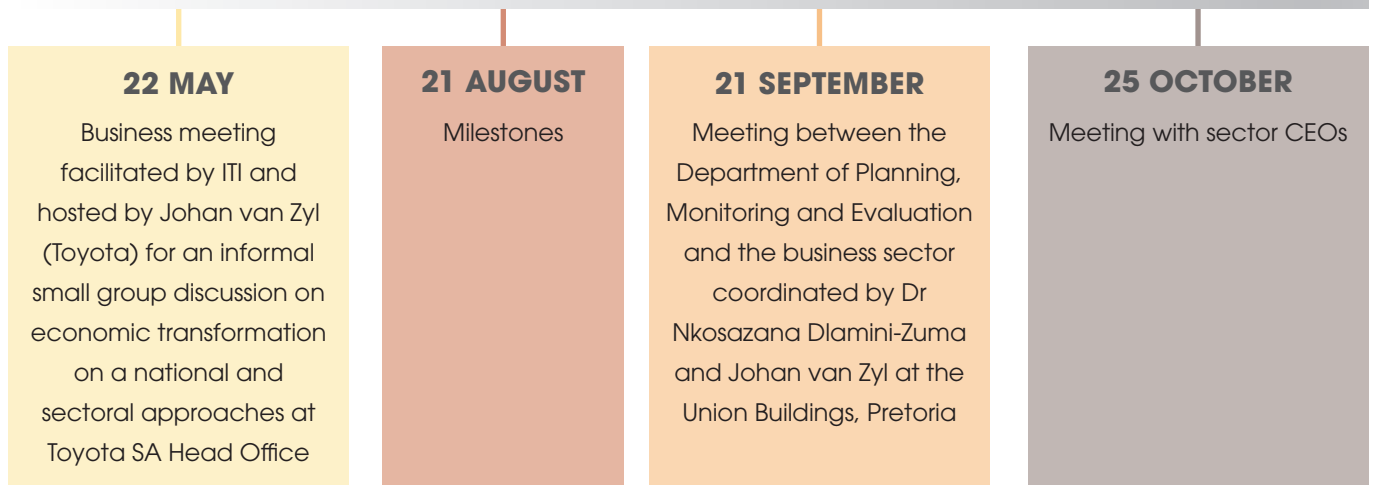 22 MAY
Business meeting
facilitated by ITI and
hosted by Johan van Zyl
(Toyota) for an informal
small group discussion on
economic transformation
on a national and
sectoral approaches at
Toyota SA Head Office
21 AUGUST
Milestones
21 SEPTEMBER
Meeting between the
Department of Planning,
Monitoring and Evaluation
and the business sector
coordinated by Dr
Nkosazana Dlamini-Zuma
and Johan van Zyl at the
Union Buildings, Pretoria
25 OCTOBER
Meeting with sector CEOs